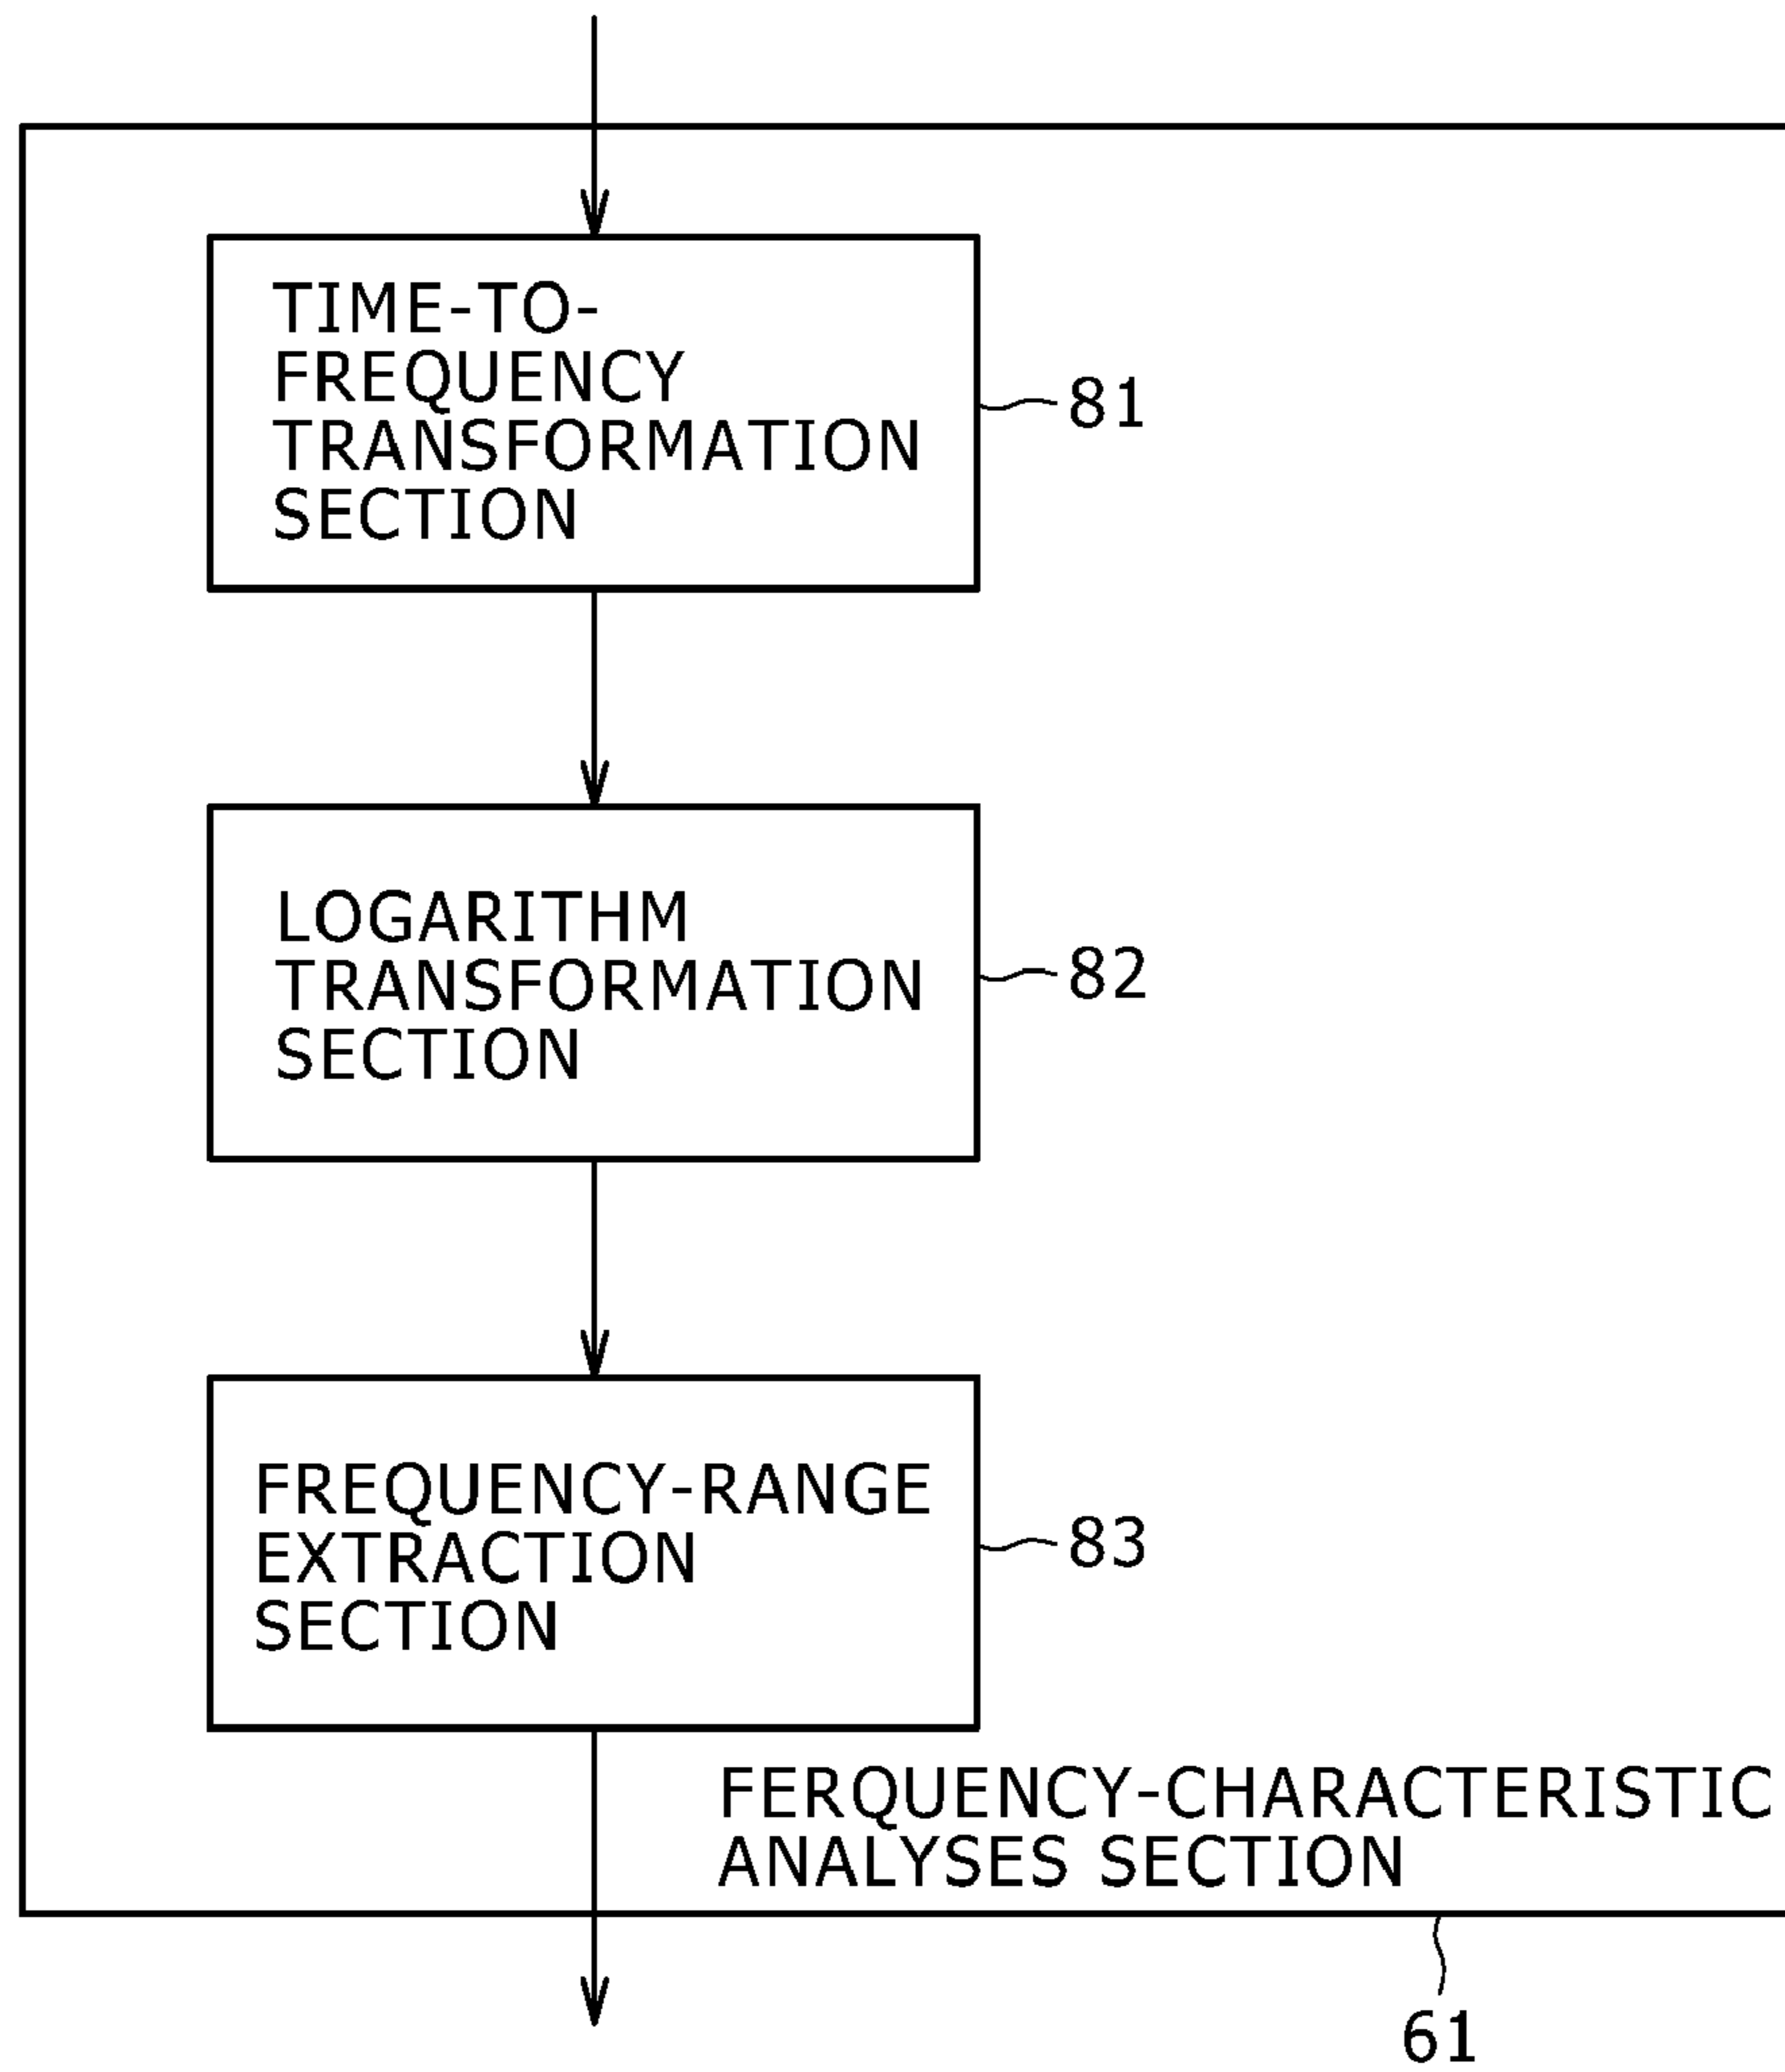 TIME-TO-
FREQUENCY
TRANSFORMATION
SECTION
81
LOGARITHM
TRANSFORMATION
SECTION
82
FREQUENCY-RANGE
EXTRACTION
SECTION
83
FERQUENCY-CHARACTERISTIC
ANALYSES SECTION
61